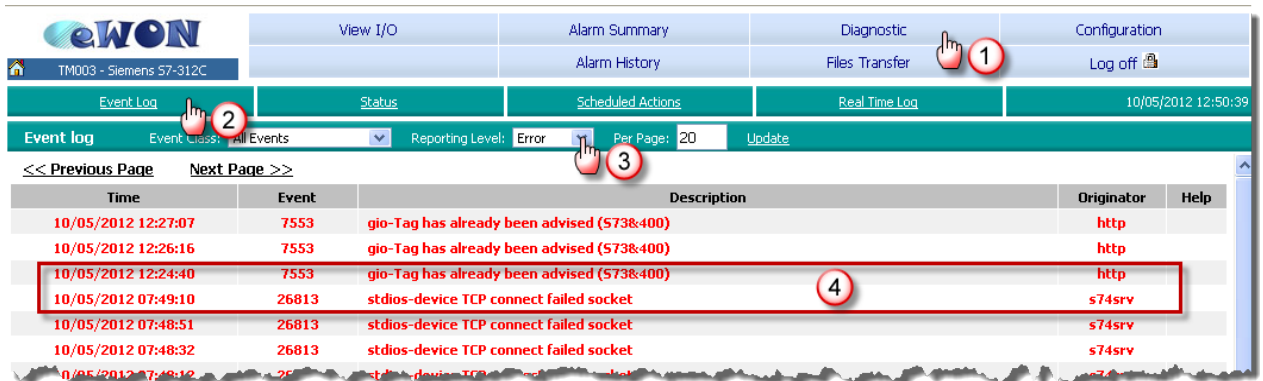 eWON
View I/O
Alarm Summary
Diagnostic
Configuration
TM003 - Siemens S7-312C
Alarm History
Files Transfer
Log off
1
Event Log
Status
Scheduled Actions
Real Time Log
10/05/2012 12:50:39
2
Event log Event Class: All Events Reporting Level: Error Per Page: 20 Update
3
<< Previous Page Next Page >>
Time Event Description Originator Help
10/05/2012 12:27:07 7553 gio-Tag has already been advised (S73&400) http
10/05/2012 12:26:16 7553 gio-Tag has already been advised (S73&400) http
10/05/2012 12:24:40 7553 gio-Tag has already been advised (S73&400) http
4
10/05/2012 07:49:10 26813 stdios-device TCP connect failed socket s74srv
10/05/2012 07:48:51 26813 stdios-device TCP connect failed socket s74srv
10/05/2012 07:48:32 26813 stdios-device TCP connect failed socket s74srv